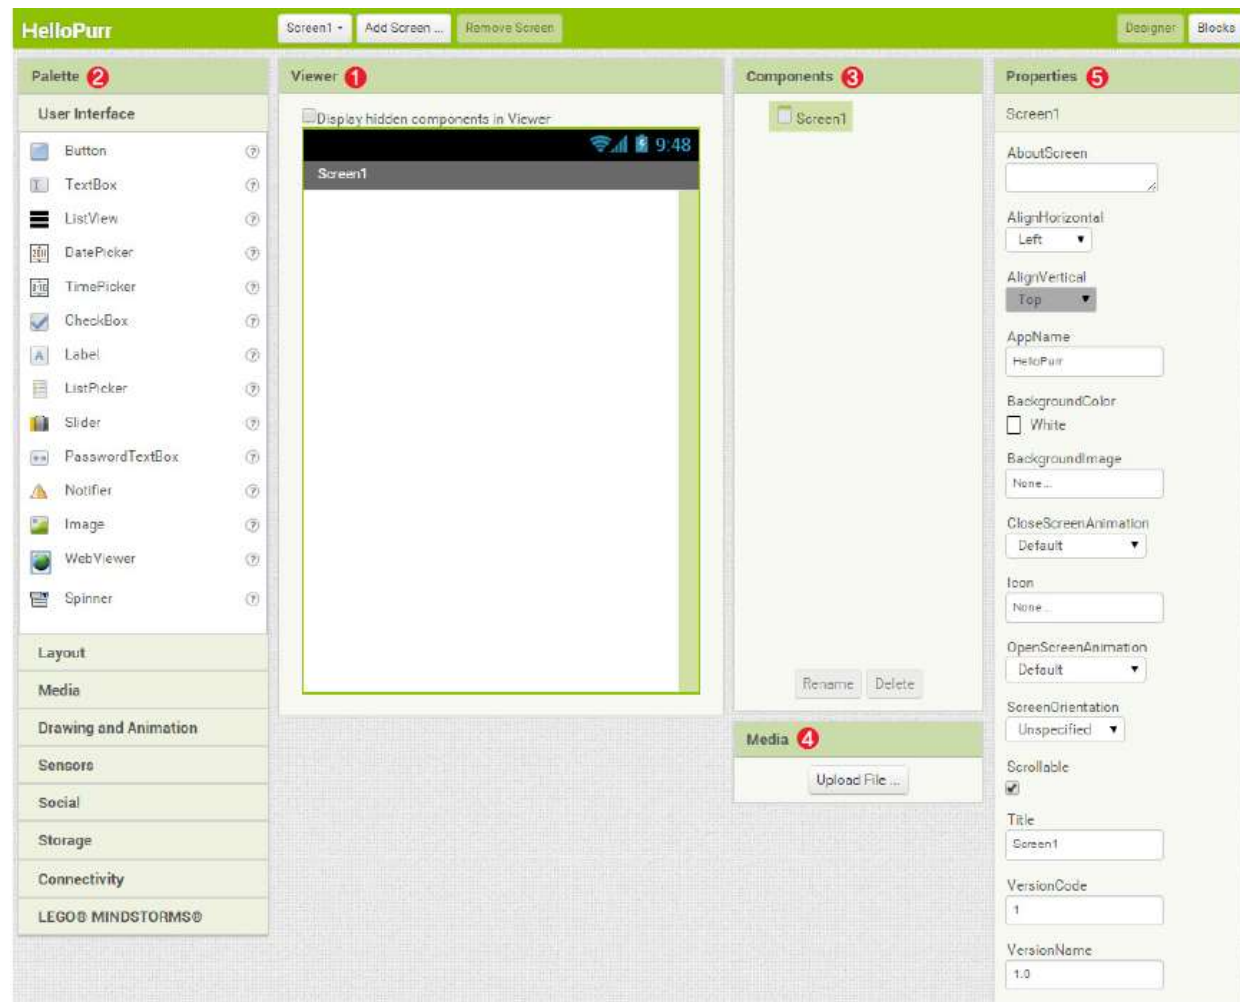 HelloPurr
Screen1
Add Screen ...
Remove Screen
Designer
Blocks
Palette 2
User Interface
Button ?
TextBox ?
ListView ?
DatePicker ?
TimePicker ?
CheckBox ?
Label ?
ListPicker ?
Slider ?
PasswordTextBox ?
Notifier ?
Image ?
WebViewer ?
Spinner ?
Layout
Media
Drawing and Animation
Sensors
Social
Storage
Connectivity
LEGO® MINDSTORMS®
Viewer 1
Display hidden components in Viewer
9:48
Screen1
Components 3
Screen1
Rename
Delete
Media 4
Upload File ...
Properties 5
Screen1
AboutScreen
AlignHorizontal
Left
AlignVertical
Top
AppName
HelloPurr
BackgroundColor
White
BackgroundImage
None ...
CloseScreenAnimation
Default
Icon
None ...
OpenScreenAnimation
Default
ScreenOrientation
Unspecified
Scrollable
Title
Screen1
VersionCode
1
VersionName
1.0